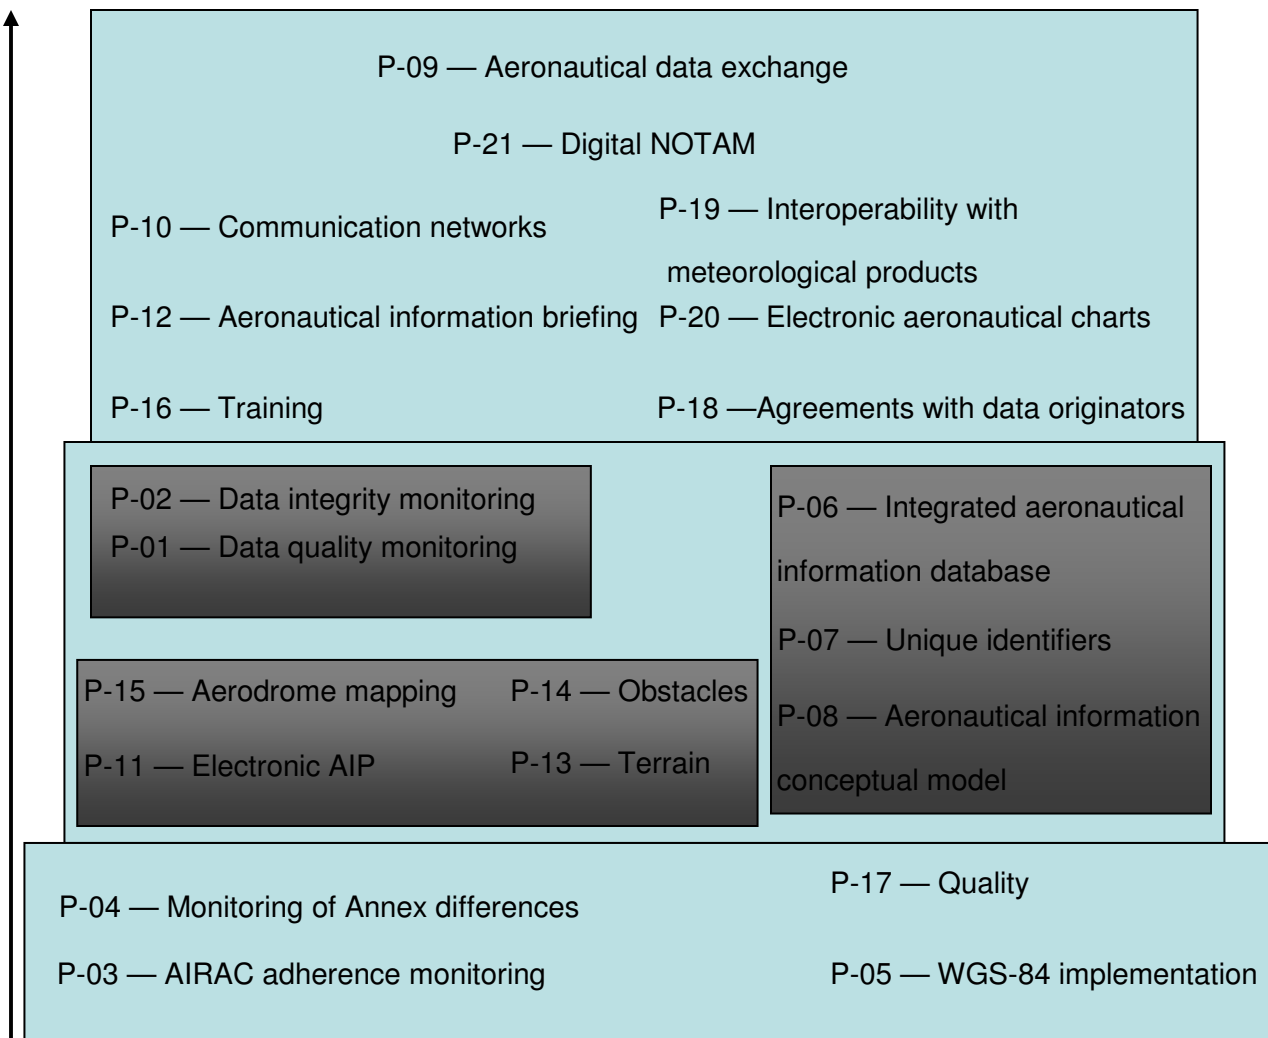 P-09 — Aeronautical data exchange
P-21 — Digital NOTAM
P-10 — Communication networks
P-19 — Interoperability with
meteorological products
P-12 — Aeronautical information briefing
P-20 — Electronic aeronautical charts
P-16 — Training
P-18 —Agreements with data originators
P-02 — Data integrity monitoring
P-01 — Data quality monitoring
P-06 — Integrated aeronautical
information database
P-07 — Unique identifiers
P-08 — Aeronautical information
conceptual model
P-15 — Aerodrome mapping
P-14 — Obstacles
P-11 — Electronic AIP
P-13 — Terrain
P-04 — Monitoring of Annex differences
P-17 — Quality
P-03 — AIRAC adherence monitoring
P-05 — WGS-84 implementation